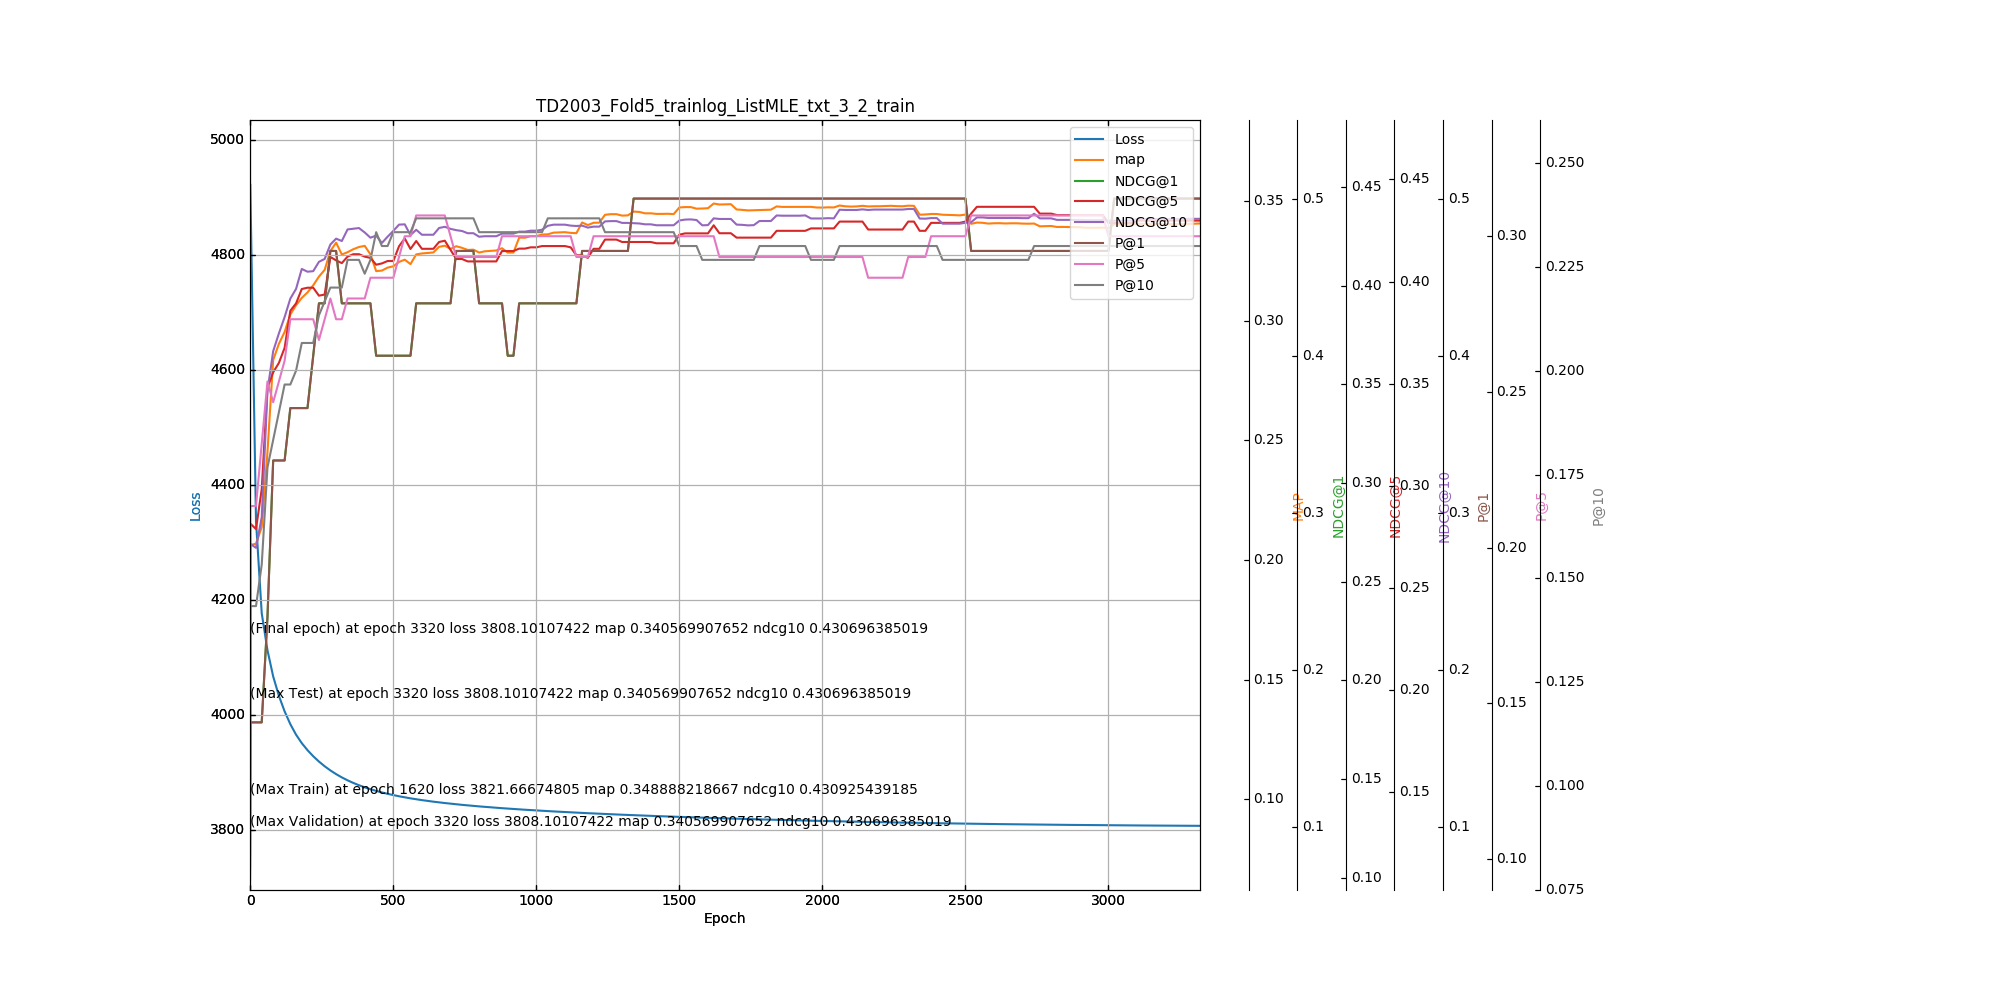 TD2003_Fold5_trainlog_ListMLE_txt_3_2_train
5000
4800
4600
4400
4200
4000
3800
Loss
0 500 1000 1500 2000 2500 3000
Epoch
Loss
map
NDCG@1
NDCG@5
NDCG@10
P@1
P@5
P@10
(Final epoch) at epoch 3320 loss 3808.10107422 map 0.340569907652 ndcg10 0.430696385019
(Max Test) at epoch 3320 loss 3808.10107422 map 0.340569907652 ndcg10 0.430696385019
(Max Train) at epoch 1620 loss 3821.66674805 map 0.348888218667 ndcg10 0.430925439185
(Max Validation) at epoch 3320 loss 3808.10107422 map 0.340569907652 ndcg10 0.430696385019
0.35
0.30
0.25
0.20
0.15
0.10
MAP
0.5
0.4
0.3
0.2
0.1
NDCG@1
0.45
0.40
0.35
0.30
0.25
0.20
0.15
0.10
NDCG@5
0.45
0.40
0.35
0.30
0.25
0.20
0.15
NDCG@10
0.5
0.4
0.3
0.2
0.1
P@1
0.30
0.25
0.20
0.15
0.10
P@5
0.250
0.225
0.200
0.175
0.150
0.125
0.100
0.075
P@10